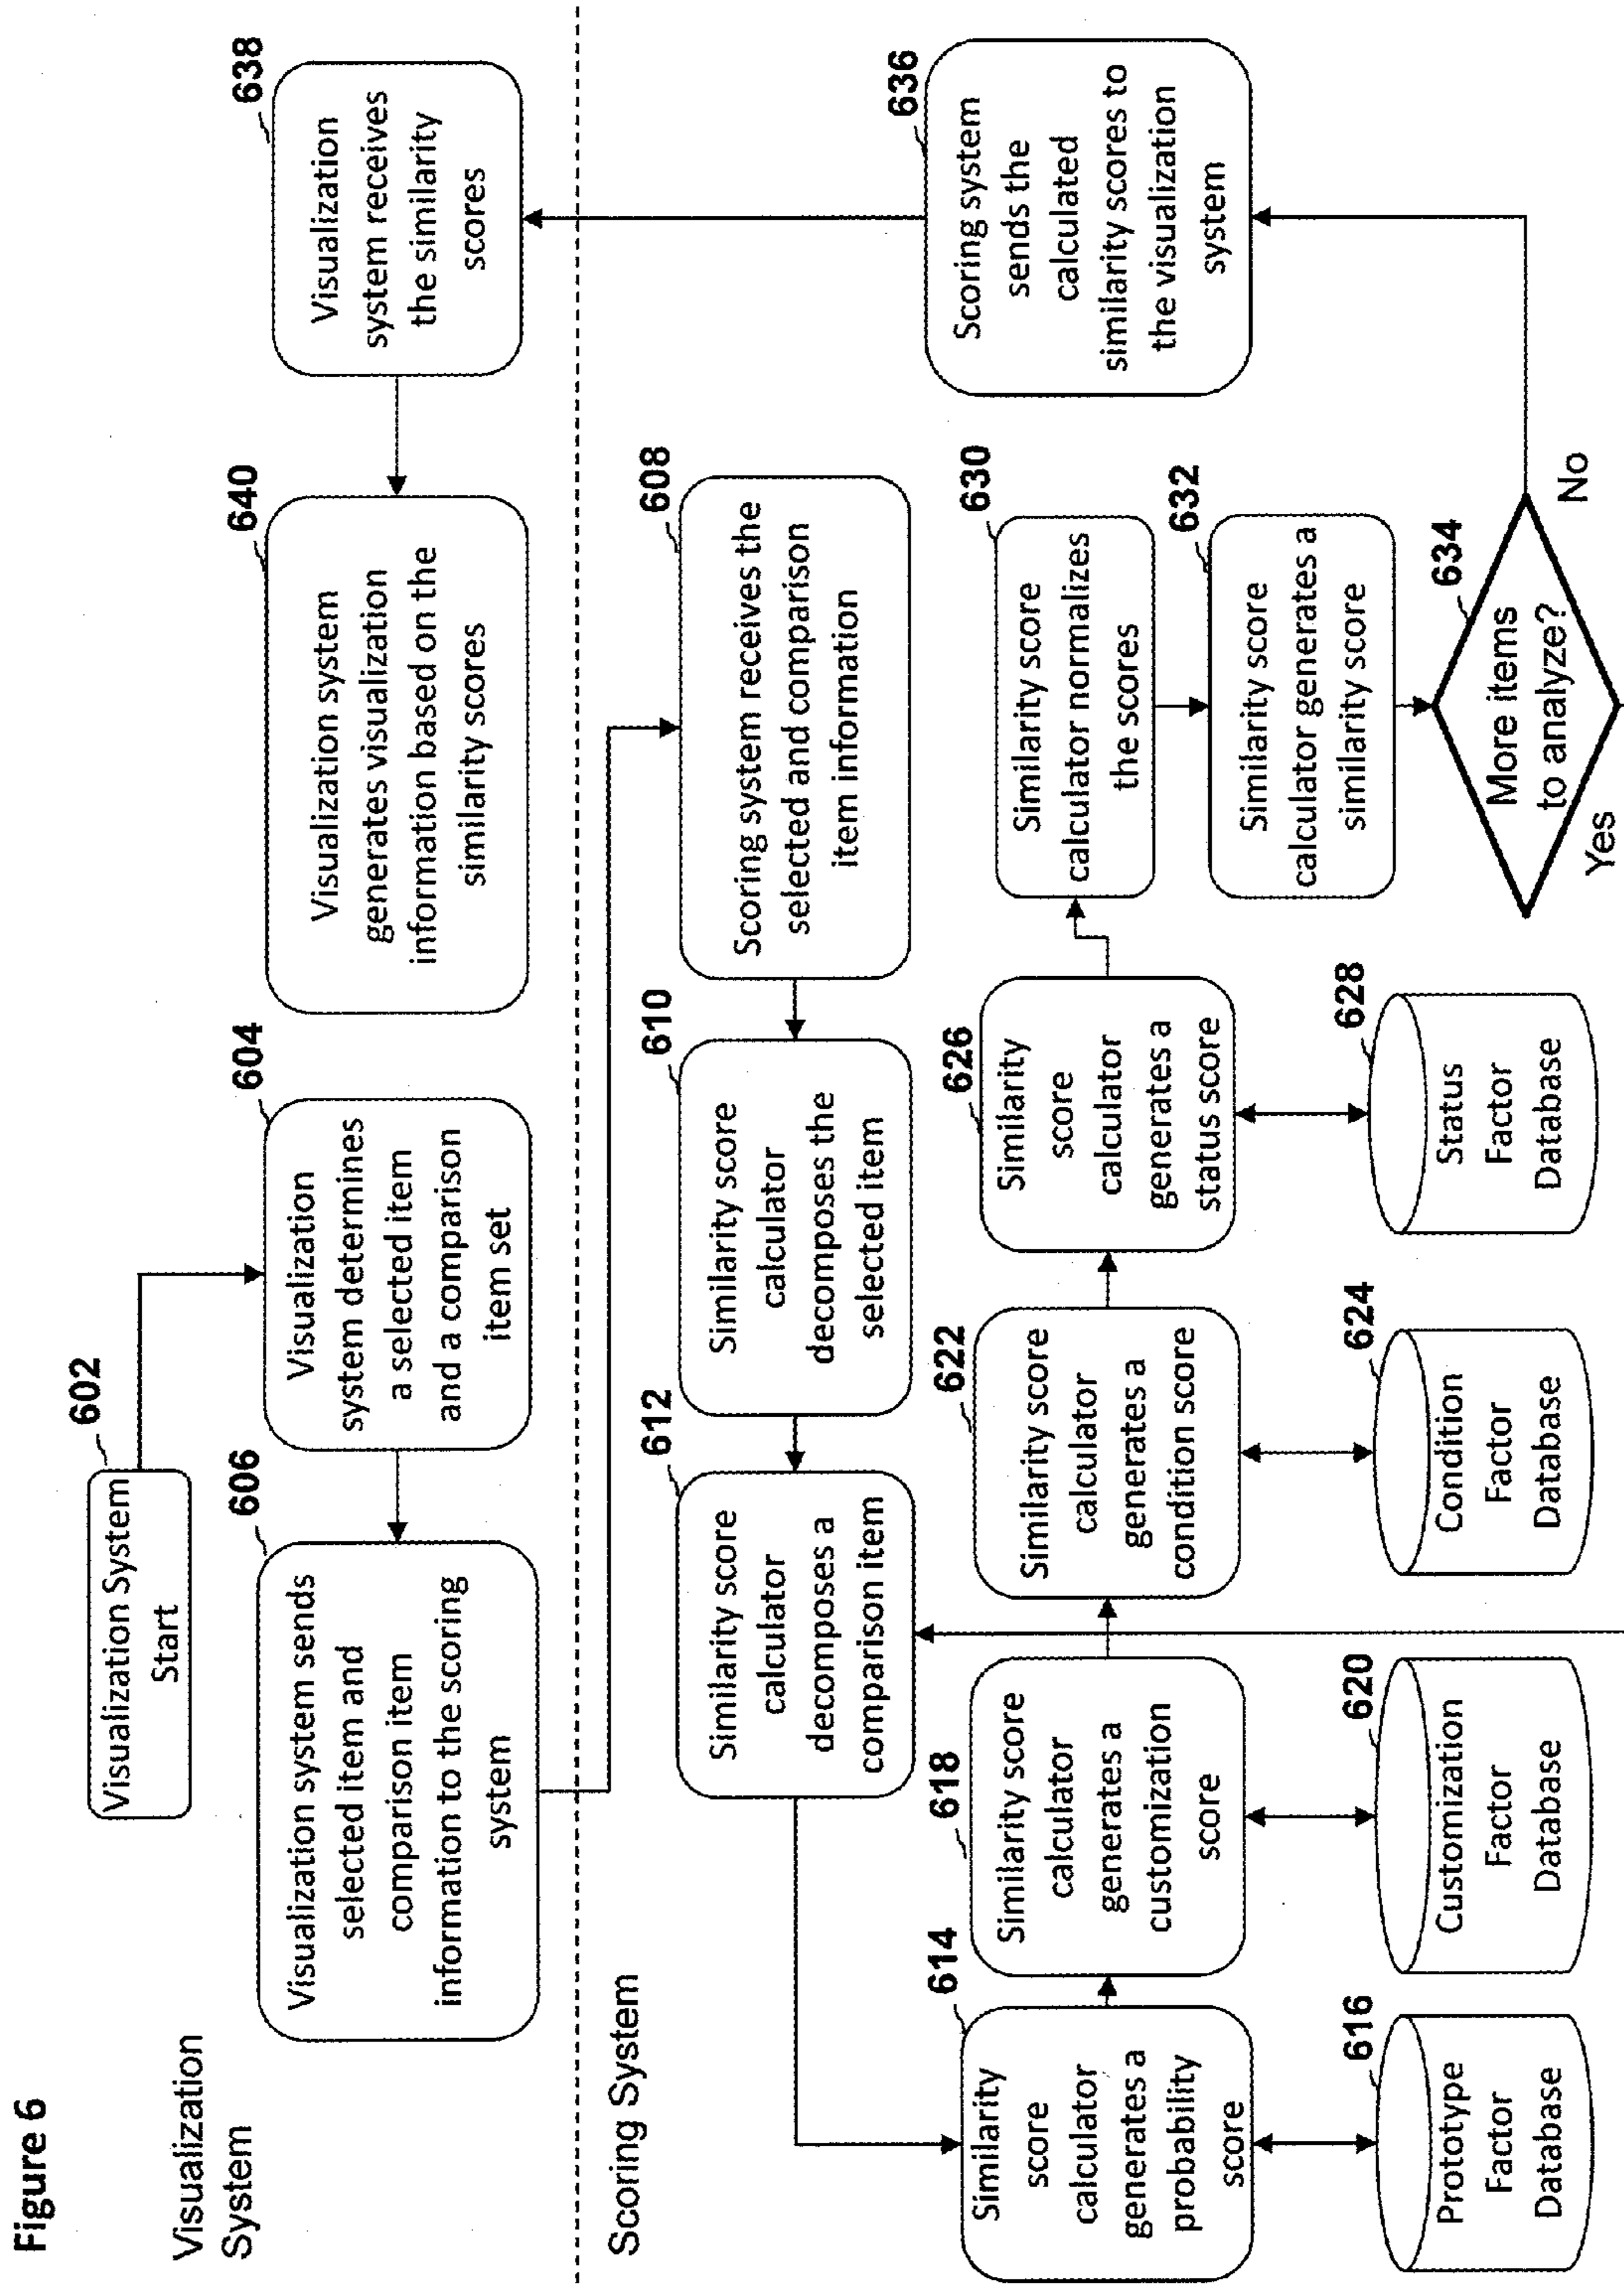 Figure 6
Visualization
System
602
Visualization System
Start
604
Visualization
system determines
a selected item
and a comparison
item set
606
Visualization system sends
selected item and
comparison item
information to the scoring
system
640
Visualization system
generates visualization
information based on the
similarity scores
638
Visualization
system receives
the similarity
scores
Scoring System
612
Similarity score
calculator
decomposes a
comparison item
610
Similarity score
calculator
decomposes the
selected item
608
Scoring system receives the
selected and comparison
item information
614
Similarity
score
calculator
generates a
probability
score
618
Similarity score
calculator
generates a
customization
score
622
Similarity score
calculator
generates a
condition score
626
Similarity
score
calculator
generates a
status score
630
Similarity score
calculator normalizes
the scores
632
Similarity score
calculator generates a
similarity score
636
Scoring system
sends the
calculated
similarity scores to
the visualization
system
616
Prototype
Factor
Database
620
Customization
Factor
Database
624
Condition
Factor
Database
628
Status
Factor
Database
634
More items
to analyze?
Yes
No